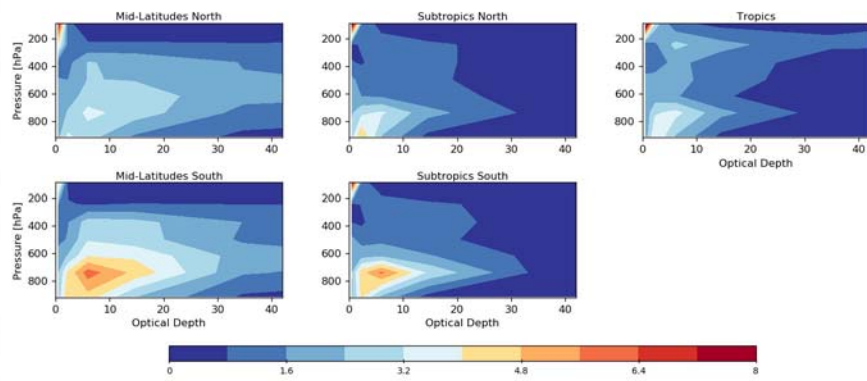 Mid-Latitudes North
Subtropics North
Tropics
Pressure [hPa]
200
400
600
800
0 10 20 30 40
200
400
600
800
0 10 20 30 40
200
400
600
800
0 10 20 30 40
Optical Depth
Mid-Latitudes South
Subtropics South
Pressure [hPa]
200
400
600
800
0 10 20 30 40
Optical Depth
200
400
600
800
0 10 20 30 40
Optical Depth
0 1.6 3.2 4.8 6.4 8